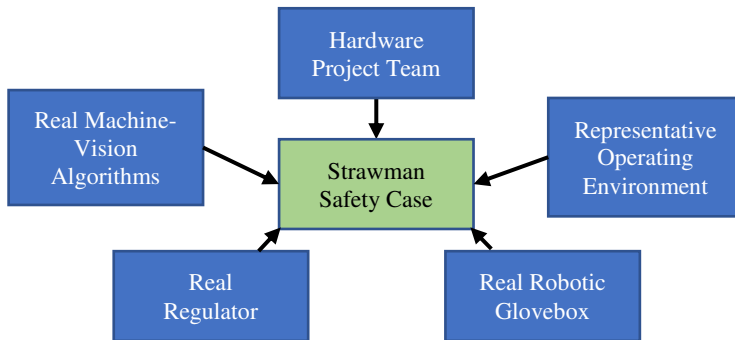 Hardware
Project Team
Real Machine-
Vision
Algorithms
Representative
Operating
Environment
Strawman
Safety Case
Real
Regulator
Real Robotic
Glovebox